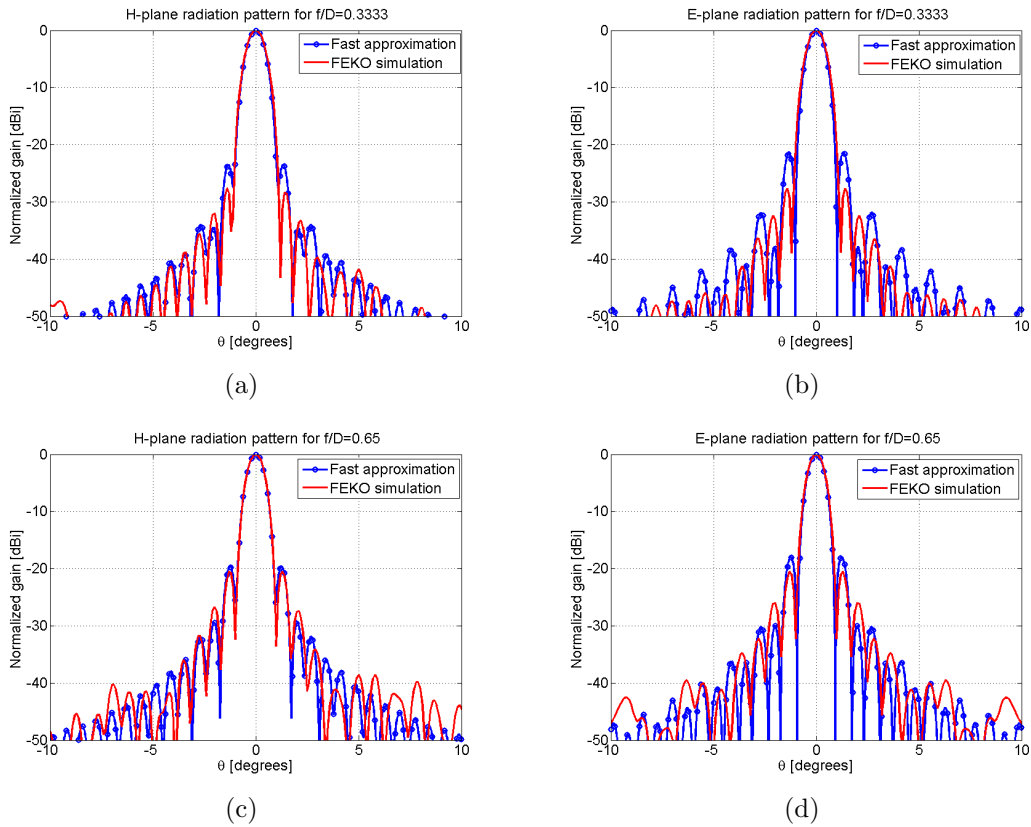 H-plane radiation pattern for f/D=0.3333
Normalized gain [dBi]
0
-10
-20
-30
-40
-50
-10
-5
0
5
10
θ [degrees]
Fast approximation
FEKO simulation
(a)
E-plane radiation pattern for f/D=0.3333
Normalized gain [dBi]
0
-10
-20
-30
-40
-50
-10
-5
0
5
10
θ [degrees]
Fast approximation
FEKO simulation
(b)
H-plane radiation pattern for f/D=0.65
Normalized gain [dBi]
0
-10
-20
-30
-40
-50
-10
-5
0
5
10
θ [degrees]
Fast approximation
FEKO simulation
(c)
E-plane radiation pattern for f/D=0.65
Normalized gain [dBi]
0
-10
-20
-30
-40
-50
-10
-5
0
5
10
θ [degrees]
Fast approximation
FEKO simulation
(d)